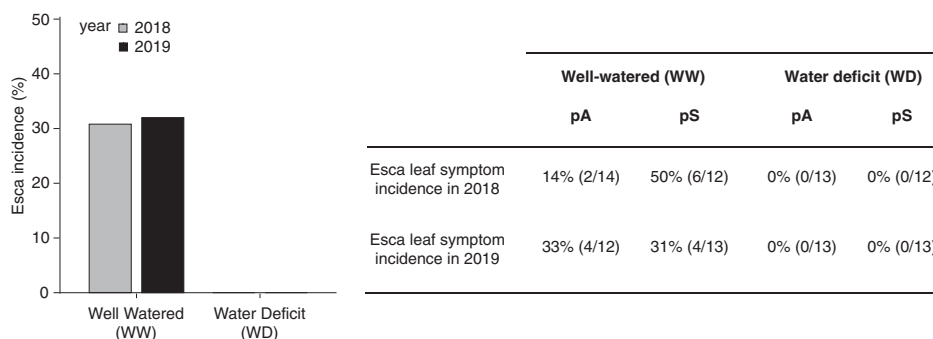 year 2018
2019
50
40
30
20
10
0
Esca incidence (%)
Well Watered
(WW)
Water Deficit
(WD)
Well-watered (WW) Water deficit (WD)
pA pS pA pS
Esca leaf symptom
incidence in 2018
14% (2/14) 50% (6/12) 0% (0/13) 0% (0/12)
Esca leaf symptom
incidence in 2019
33% (4/12) 31% (4/13) 0% (0/13) 0% (0/13)